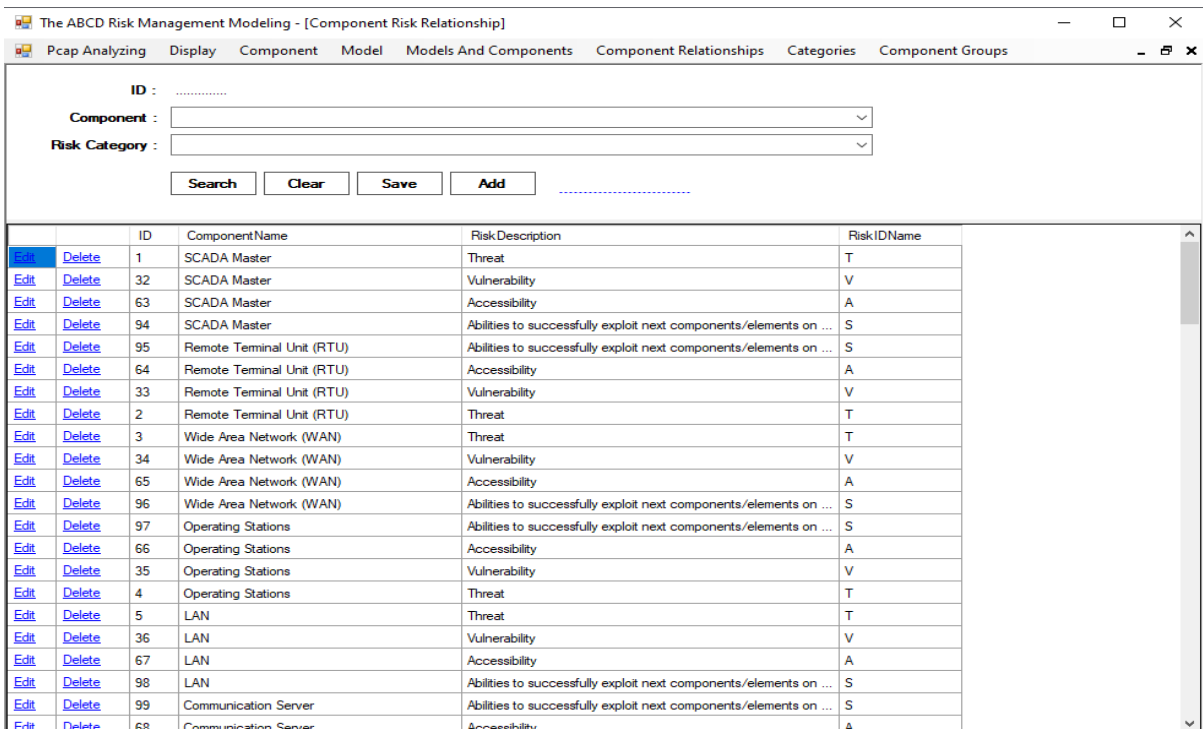 The ABCD Risk Management Modeling - [Component Risk Relationship]
Pcap Analyzing Display Component Model Models And Components Component Relationships Categories Component Groups
ID : ..............
Component :
Risk Category :
Search Clear Save Add
ID ComponentName RiskDescription RiskIDName
Edit Delete 1 SCADA Master Threat T
Edit Delete 32 SCADA Master Vulnerability V
Edit Delete 63 SCADA Master Accessibility A
Edit Delete 94 SCADA Master Abilities to successfully exploit next components/elements on ... S
Edit Delete 95 Remote Terminal Unit (RTU) Abilities to successfully exploit next components/elements on ... S
Edit Delete 64 Remote Terminal Unit (RTU) Accessibility A
Edit Delete 33 Remote Terminal Unit (RTU) Vulnerability V
Edit Delete 2 Remote Terminal Unit (RTU) Threat T
Edit Delete 3 Wide Area Network (WAN) Threat T
Edit Delete 34 Wide Area Network (WAN) Vulnerability V
Edit Delete 65 Wide Area Network (WAN) Accessibility A
Edit Delete 96 Wide Area Network (WAN) Abilities to successfully exploit next components/elements on ... S
Edit Delete 97 Operating Stations Abilities to successfully exploit next components/elements on ... S
Edit Delete 66 Operating Stations Accessibility A
Edit Delete 35 Operating Stations Vulnerability V
Edit Delete 4 Operating Stations Threat T
Edit Delete 5 LAN Threat T
Edit Delete 36 LAN Vulnerability V
Edit Delete 67 LAN Accessibility A
Edit Delete 98 LAN Abilities to successfully exploit next components/elements on ... S
Edit Delete 99 Communication Server Abilities to successfully exploit next components/elements on ... S
Edit Delete 68 Communication Server Accessibility A